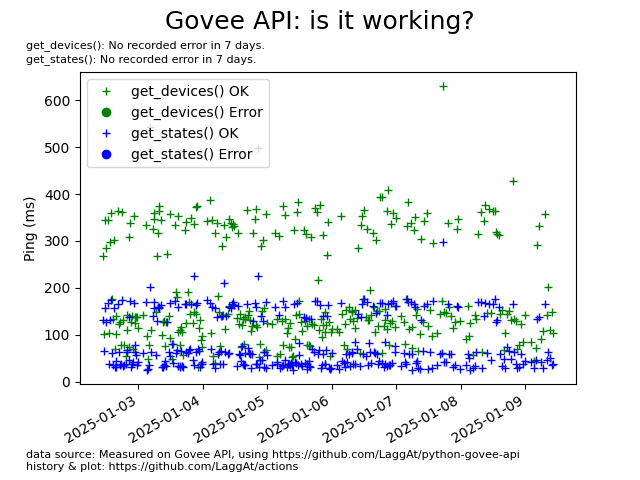 Govee API: is it working?
get_devices(): No recorded error in 7 days.
get_states(): No recorded error in 7 days.
get_devices() OK
get_devices() Error
get_states() OK
get_states() Error
Ping (ms)
600
500
400
300
200
100
0
2025-01-03
2025-01-04
2025-01-05
2025-01-06
2025-01-07
2025-01-08
2025-01-09
data source: Measured on Govee API, using https://github.com/LaggAt/python-govee-api
history & plot: https://github.com/LaggAt/actions